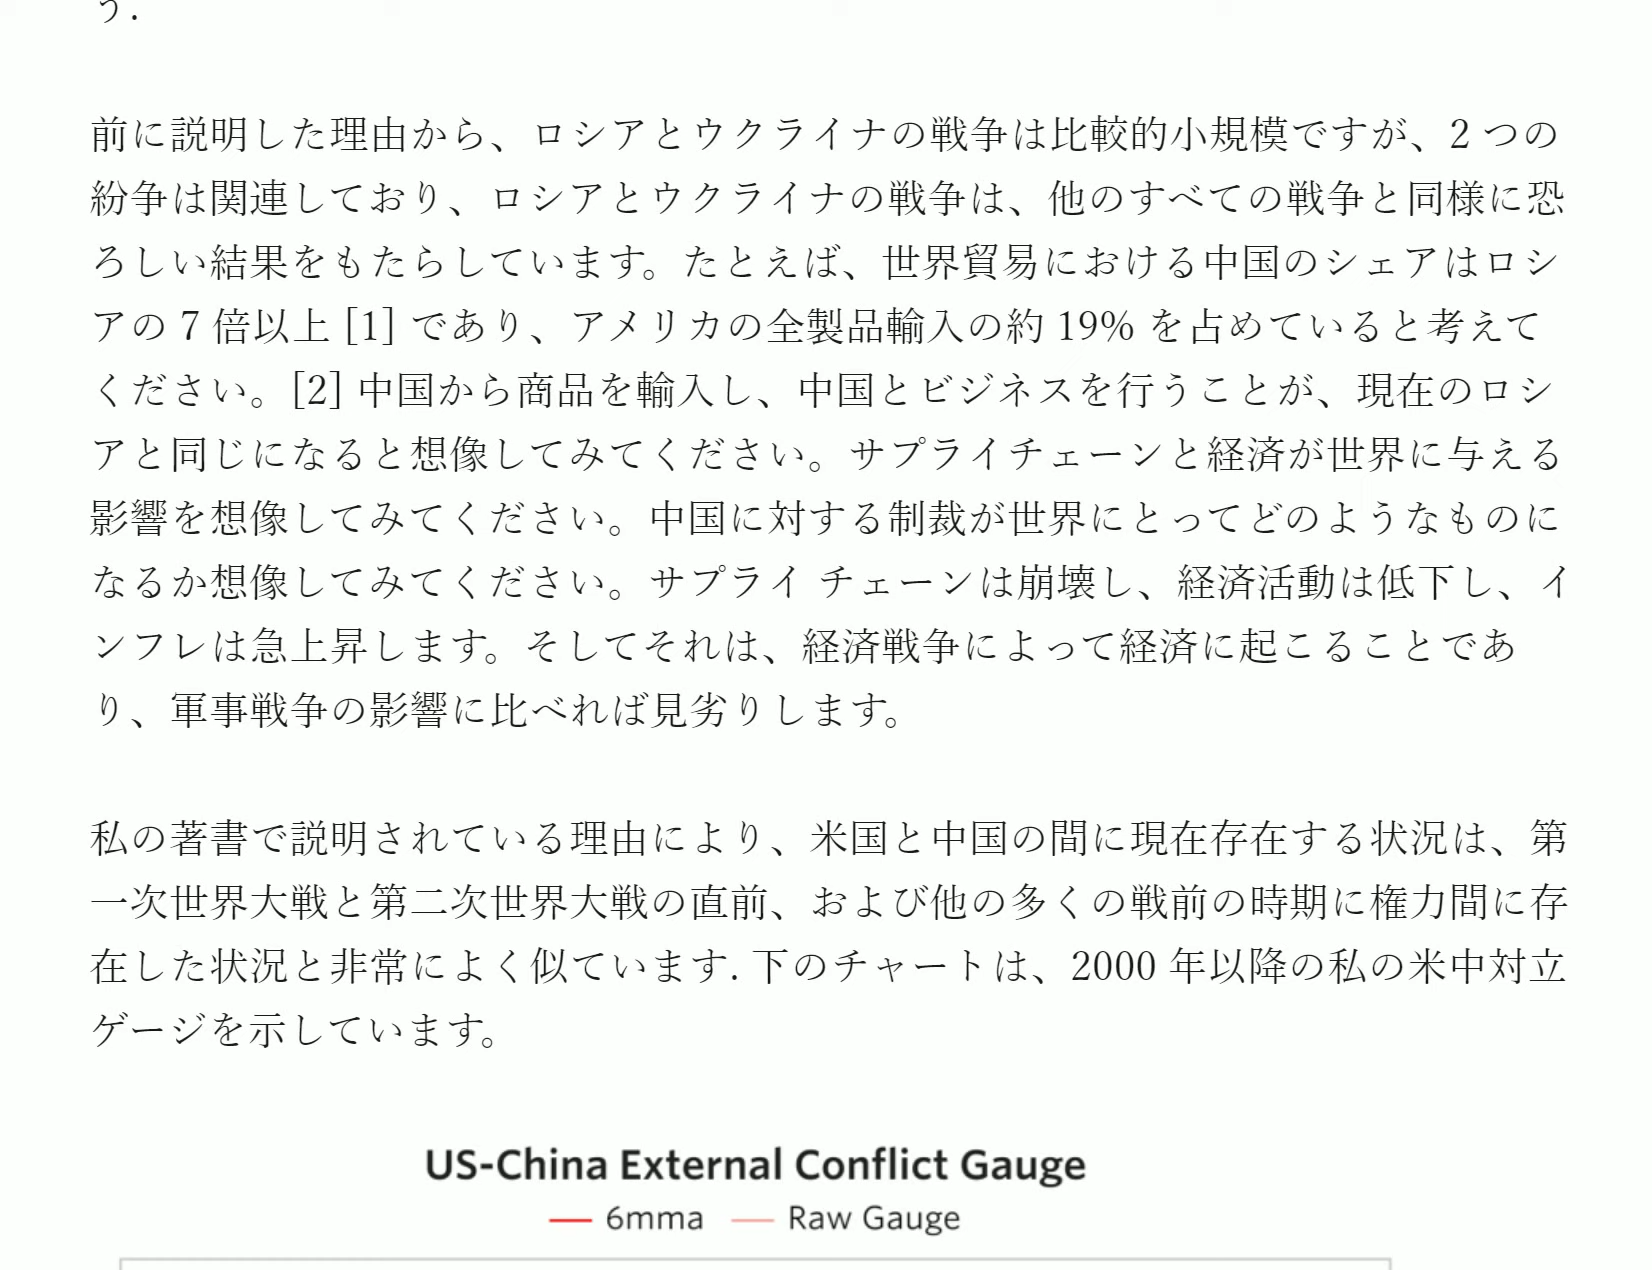 う.
前に説明した理由から、ロシアとウクライナの戦争は比較的小規模ですが、2 つの
紛争は関連しており、ロシアとウクライナの戦争は、他のすべての戦争と同様に恐
ろしい結果をもたらしています。たとえば、世界貿易における中国のシェアはロシ
アの 7 倍以上 [1] であり、アメリカの全製品輸入の約 19% を占めていると考えて
ください。[2] 中国から商品を輸入し、中国とビジネスを行うことが、現在のロシ
アと同じになると想像してみてください。サプライチェーンと経済が世界に与える
影響を想像してみてください。中国に対する制裁が世界にとってどのようなものに
なるか想像してみてください。サプライ チェーンは崩壊し、経済活動は低下し、イ
ンフレは急上昇します。そしてそれは、経済戦争によって経済に起こることであ
り、軍事戦争の影響に比べれば見劣りします。
私の著書で説明されている理由により、米国と中国の間に現在存在する状況は、第
一次世界大戦と第二次世界大戦の直前、および他の多くの戦前の時期に権力間に存
在した状況と非常によく似ています. 下のチャートは、2000 年以降の私の米中対立
ゲージを示しています。
US-China External Conflict Gauge
6mma Raw Gauge